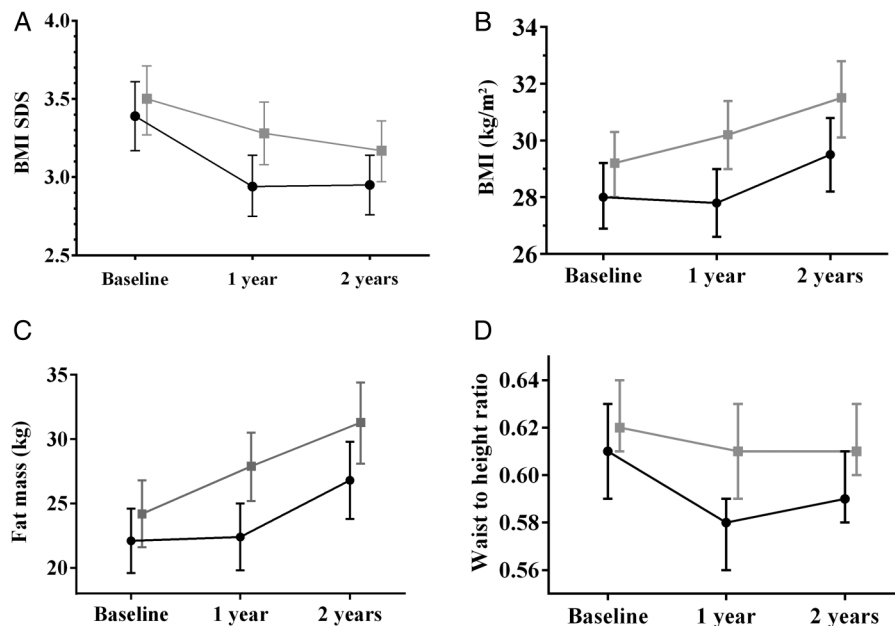 A
BMI SDS
4.0
3.5
3.0
2.5
Baseline 1 year 2 years
B
BMI (kg/m²)
34
32
30
28
26
Baseline 1 year 2 years
C
Fat mass (kg)
35
30
25
20
Baseline 1 year 2 years
D
Waist to height ratio
0.64
0.62
0.60
0.58
0.56
Baseline 1 year 2 years